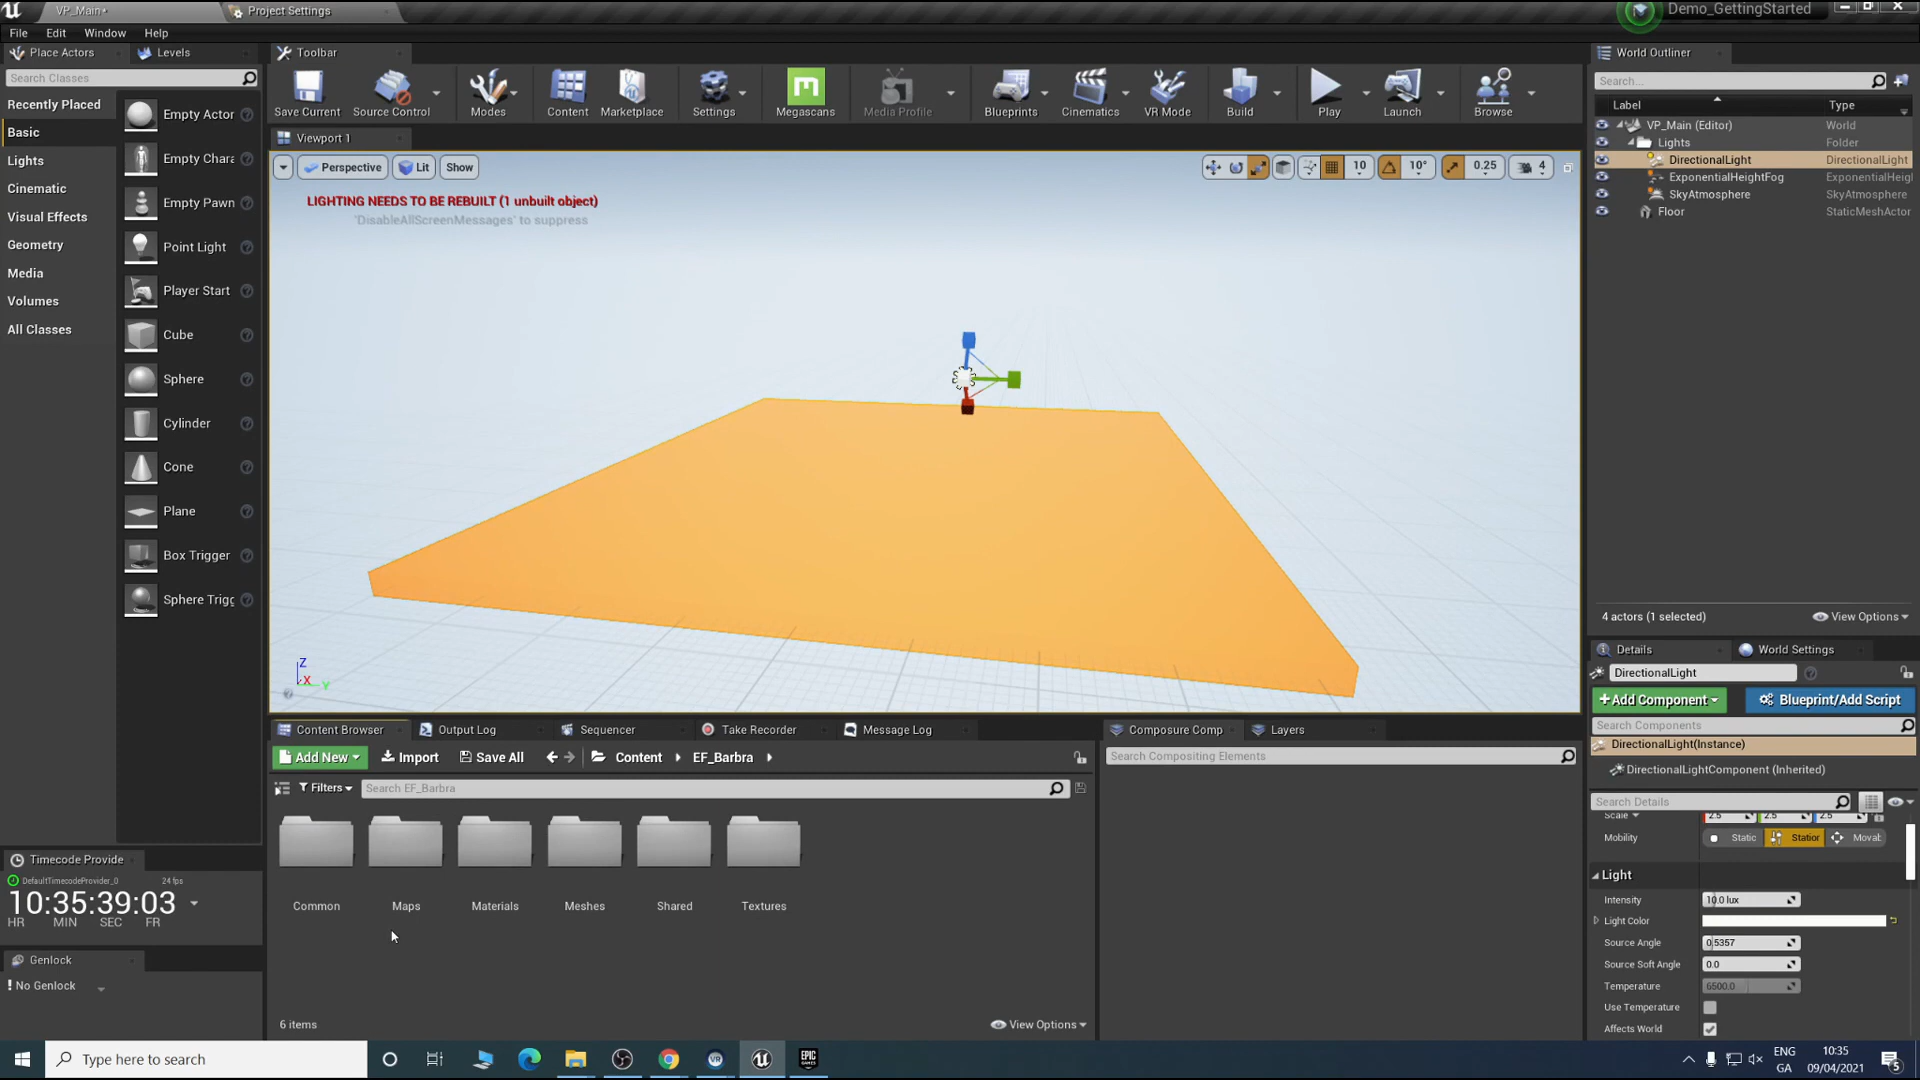 VP_Main*
Project Settings
Demo_GettingStarted
File
Edit
Window
Help
Place Actors
Levels
Search Classes
Recently Placed
Basic
Lights
Cinematic
Visual Effects
Geometry
Media
Volumes
All Classes
Empty Actor
Empty Chara
Empty Pawn
Point Light
Player Start
Cube
Sphere
Cylinder
Cone
Plane
Box Trigger
Sphere Trigg
Toolbar
Save Current
Source Control
Modes
Content
Marketplace
Settings
Megascans
Media Profile
Blueprints
Cinematics
VR Mode
Build
Play
Launch
Browse
Viewport 1
Perspective
Lit
Show
10
10°
0.25
4
LIGHTING NEEDS TO BE REBUILT (1 unbuilt object)
'DisableAllScreenMessages' to suppress
Z
X
Y
World Outliner
Search...
Label
Type
VP_Main (Editor)
World
Lights
Folder
DirectionalLight
DirectionalLight
ExponentialHeightFog
ExponentialHeigl
SkyAtmosphere
SkyAtmosphere
Floor
StaticMeshActor
4 actors (1 selected)
View Options
Details
World Settings
DirectionalLight
+Add Component
Blueprint/Add Script
Search Components
DirectionalLight(Instance)
DirectionalLightComponent (Inherited)
Search Details
Scale
2.5
2.5
2.5
Mobility
Static
Station
Movab
Light
Intensity
10.0 lux
Light Color
Source Angle
0.5357
Source Soft Angle
0.0
Temperature
6500.0
Use Temperature
Affects World
Content Browser
Output Log
Sequencer
Take Recorder
Message Log
Add New
Import
Save All
Content
EF_Barbra
Filters
Search EF_Barbra
Common
Maps
Materials
Meshes
Shared
Textures
6 items
View Options
Composure Comp
Layers
Search Compositing Elements
Timecode Provide
DefaultTimecodeProvider_0
24 fps
10:35:39:03
HR
MIN
SEC
FR
Genlock
! No Genlock
Type here to search
EPIC
GAMES
ENG
GA
10:35
09/04/2021
5